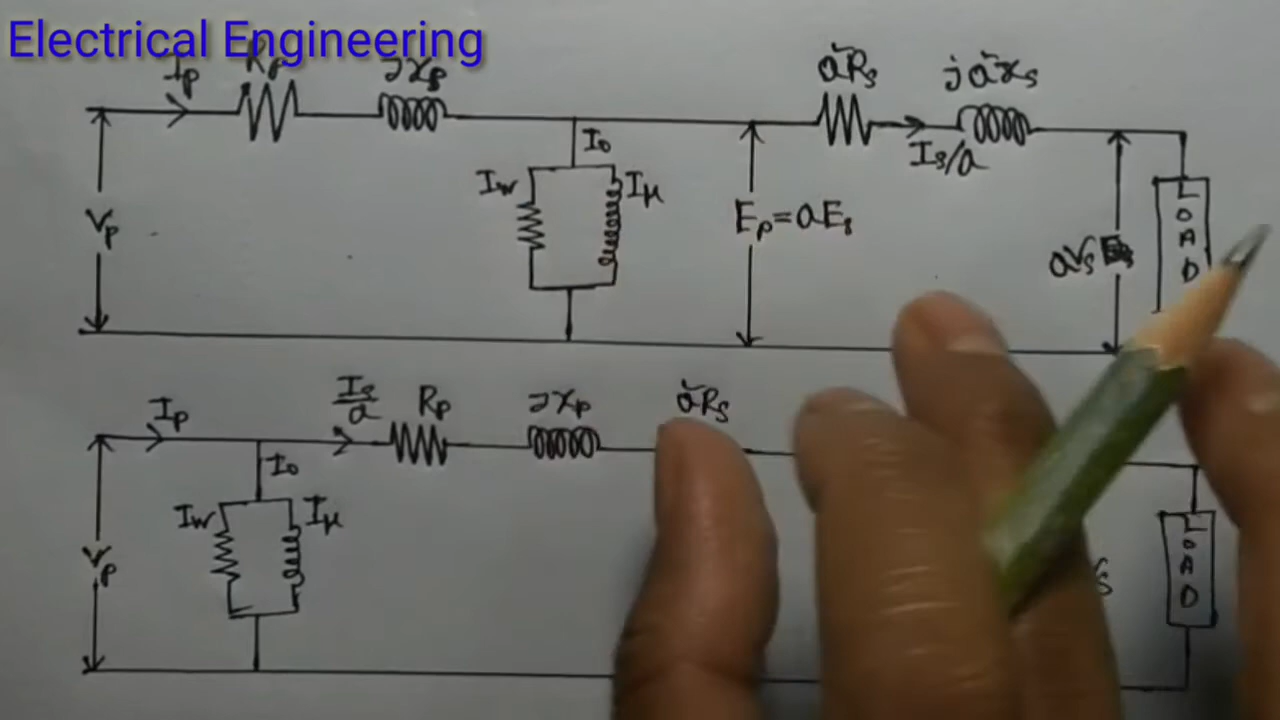 Electrical Engineering
Ip Rp jxp a²Rs ja²xs
I₀ Is/a
Iw Iμ
Vp Ep=aEs aVs LOAD
Ip Is/a Rp jxp a²Rs
I₀
Iw Iμ
Vp s LOAD